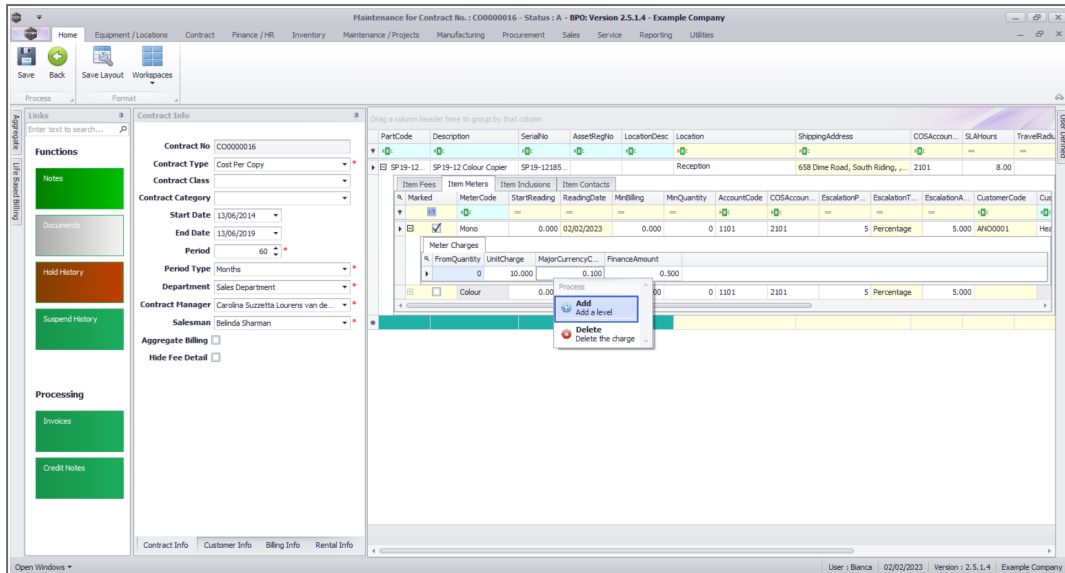 Maintenance for Contract No. : CO0000016 - Status : A - BPO: Version 2.5.1.4 - Example Company
Home Equipment / Locations Contract Finance / HR Inventory Maintenance / Projects Manufacturing Procurement Sales Service Reporting Utilities
Save Back Save Layout Workspaces
Process Format
Aggregate
Life Based Billing
Links
Enter text to search...
Functions
Notes
Documents
Hold History
Suspend History
Processing
Invoices
Credit Notes
Contract Info
Contract No CO0000016
Contract Type Cost Per Copy *
Contract Class
Contract Category
Start Date 13/06/2014
End Date 13/06/2019
Period 60 *
Period Type Months *
Department Sales Department *
Contract Manager Carolina Suzzetta Lourens van de... *
Salesman Belinda Sharman *
Aggregate Billing
Hide Fee Detail
Contract Info Customer Info Billing Info Rental Info
Drag a column header here to group by that column
PartCode Description SerialNo AssetRegNo LocationDesc Location ShippingAddress COSAccoun... SLAHours TravelRadiu
SP19-12... SP19-12 Colour Copier SP19-12185... Reception 658 Dime Road, South Riding, ,... 2101 8.00
Item Fees Item Meters Item Inclusions Item Contacts
Marked MeterCode StartReading ReadingDate MinBilling MinQuantity AccountCode COSAccoun... EscalationP... EscalationT... EscalationA... CustomerCode Cus
Mono 0.000 02/02/2023 0.000 0 1101 2101 5 Percentage 5.000 ANO0001 Hea
Meter Charges
FromQuantity UnitCharge MajorCurrencyC... FinanceAmount
0 10.000 0.100 0.500
Colour 0.00 00 0 1101 2101 5 Percentage 5.000
Process
Add
Add a level
Delete
Delete the charge
User Defined
Open Windows
User : Bianca 02/02/2023 Version : 2.5.1.4 Example Company